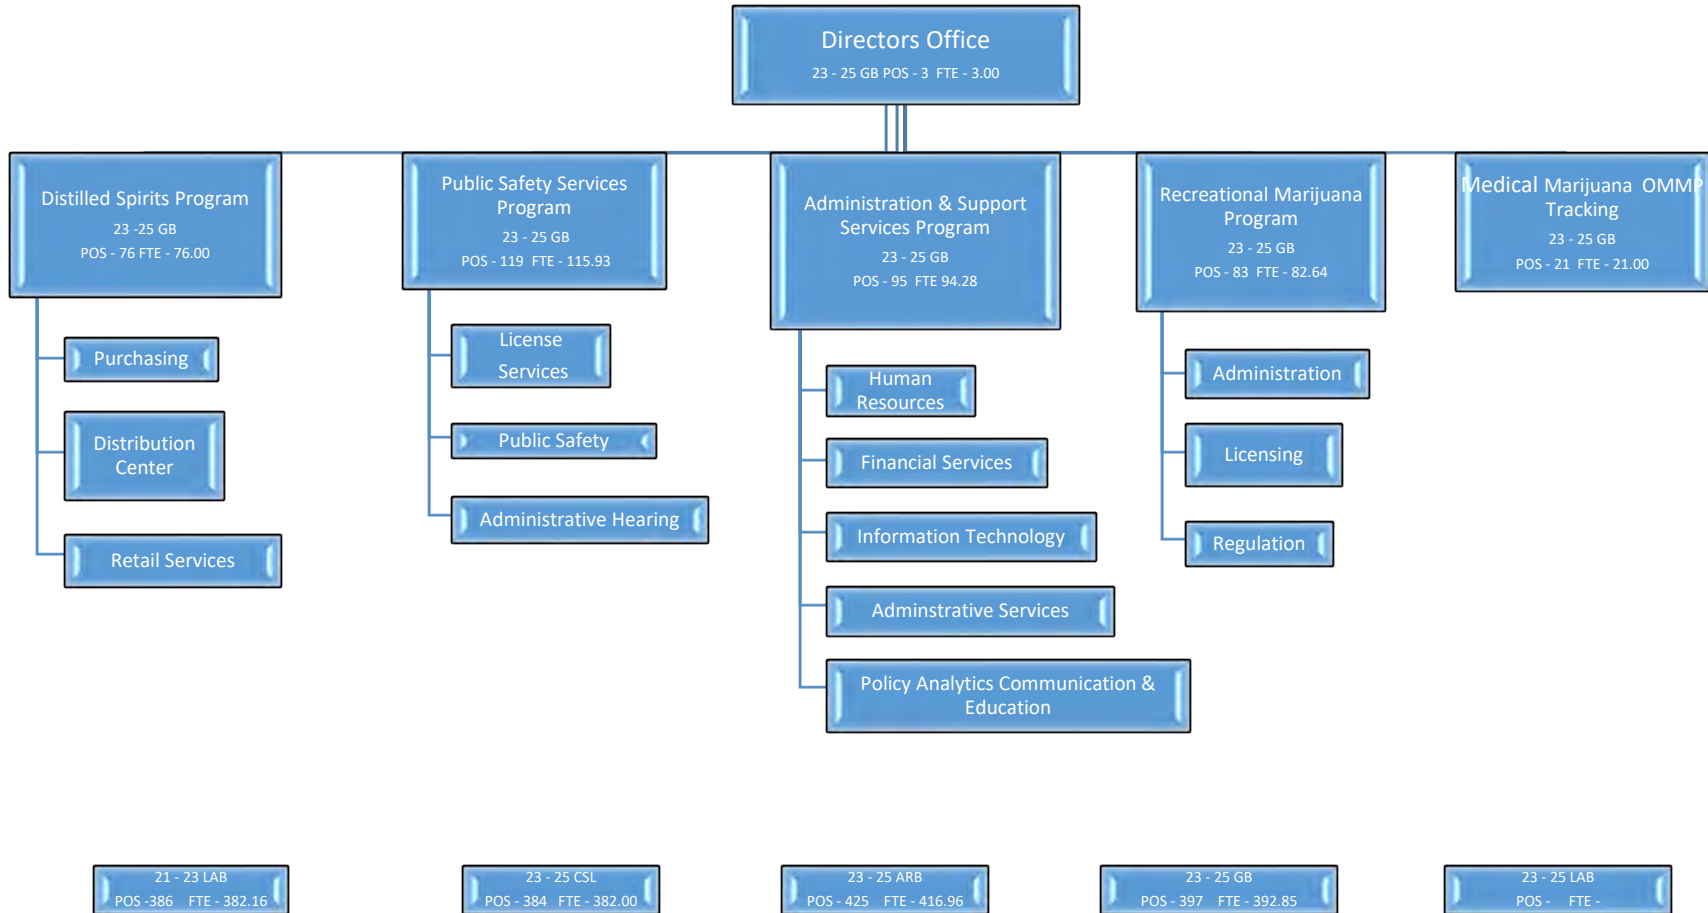 Directors Office
23 - 25 GB POS - 3 FTE - 3.00
Distilled Spirits Program
23 -25 GB
POS - 76 FTE - 76.00
Purchasing
Distribution
Center
Retail Services
Public Safety Services
Program
23 - 25 GB
POS - 119 FTE - 115.93
License
Services
Public Safety
Administrative Hearing
Administration & Support
Services Program
23 - 25 GB
POS - 95 FTE 94.28
Human
Resources
Financial Services
Information Technology
Adminstrative Services
Policy Analytics Communication &
Education
Recreational Marijuana
Program
23 - 25 GB
POS - 83 FTE - 82.64
Administration
Licensing
Regulation
Medical Marijuana OMMP
Tracking
23 - 25 GB
POS - 21 FTE - 21.00
21 - 23 LAB
POS -386 FTE - 382.16
23 - 25 CSL
POS - 384 FTE - 382.00
23 - 25 ARB
POS - 425 FTE - 416.96
23 - 25 GB
POS - 397 FTE - 392.85
23 - 25 LAB
POS - FTE -